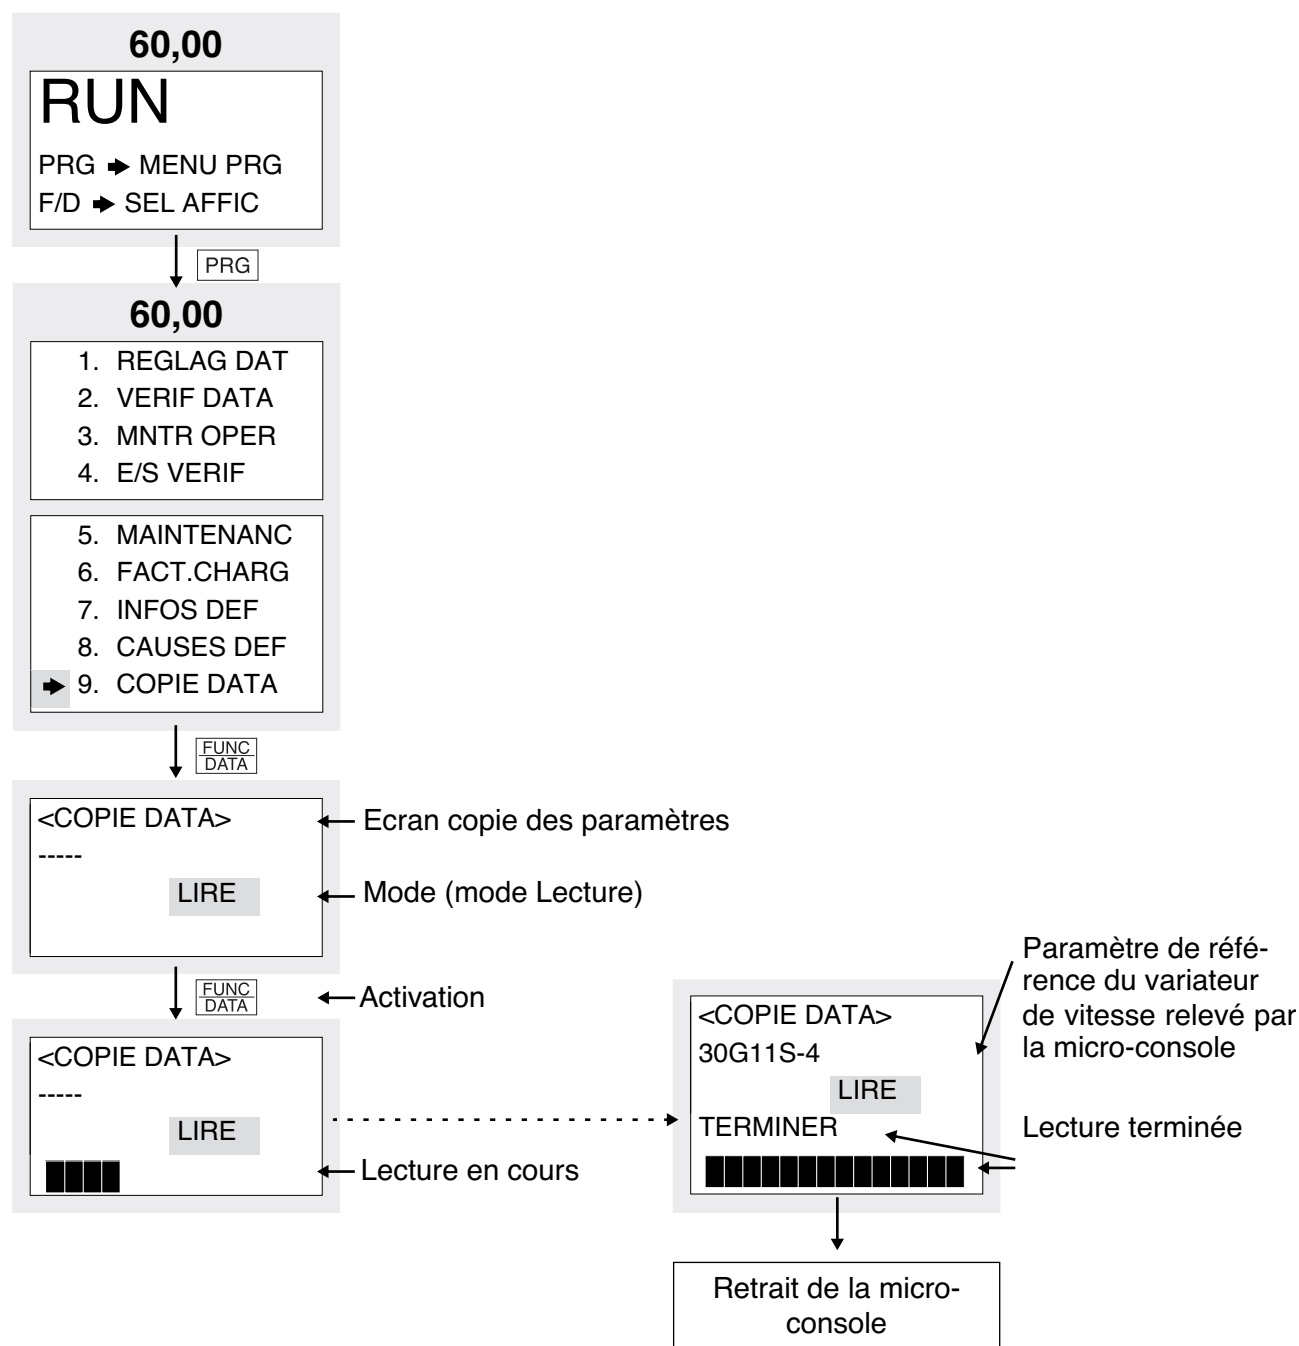 60,00
RUN
PRG → MENU PRG
F/D → SEL AFFIC
PRG
60,00
1. REGLAG DAT
2. VERIF DATA
3. MNTR OPER
4. E/S VERIF
5. MAINTENANC
6. FACT.CHARG
7. INFOS DEF
8. CAUSES DEF
→ 9. COPIE DATA
FUNC
DATA
<COPIE DATA>
Ecran copie des paramètres
-----
LIRE
Mode (mode Lecture)
FUNC
DATA
Activation
<COPIE DATA>
-----
LIRE
Lecture en cours
<COPIE DATA>
30G11S-4
LIRE
TERMINER
Paramètre de réfé-
rence du variateur
de vitesse relevé par
la micro-console
Lecture terminée
Retrait de la micro-
console